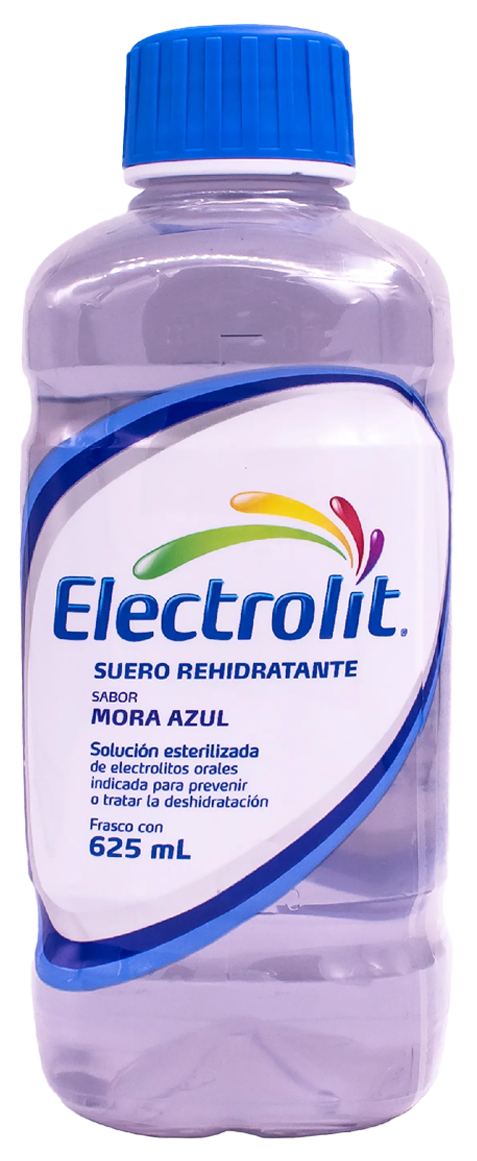 Electrolit®
SUERO REHIDRATANTE
SABOR
MORA AZUL
Solución esterilizada
de electrolitos orales
indicada para prevenir
o tratar la deshidratación
Frasco con
625 mL